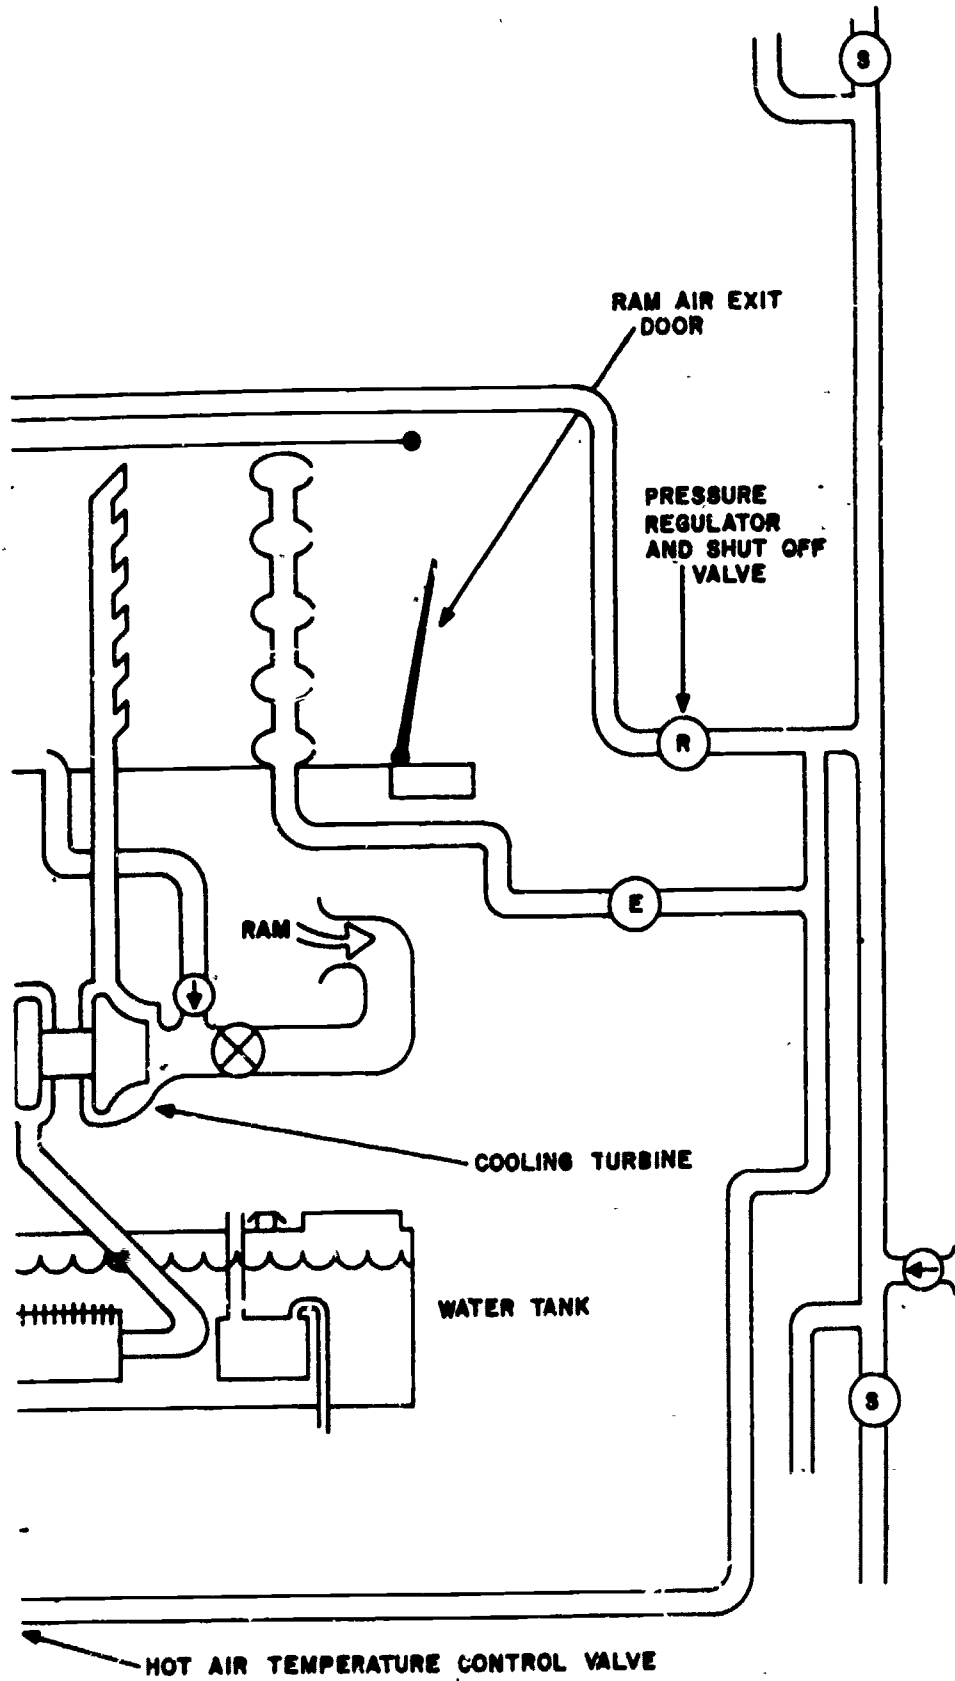 S
RAM AIR EXIT
DOOR
PRESSURE
REGULATOR
AND SHUT OFF
VALVE
R
E
RAM
COOLING TURBINE
WATER TANK
S
HOT AIR TEMPERATURE CONTROL VALVE